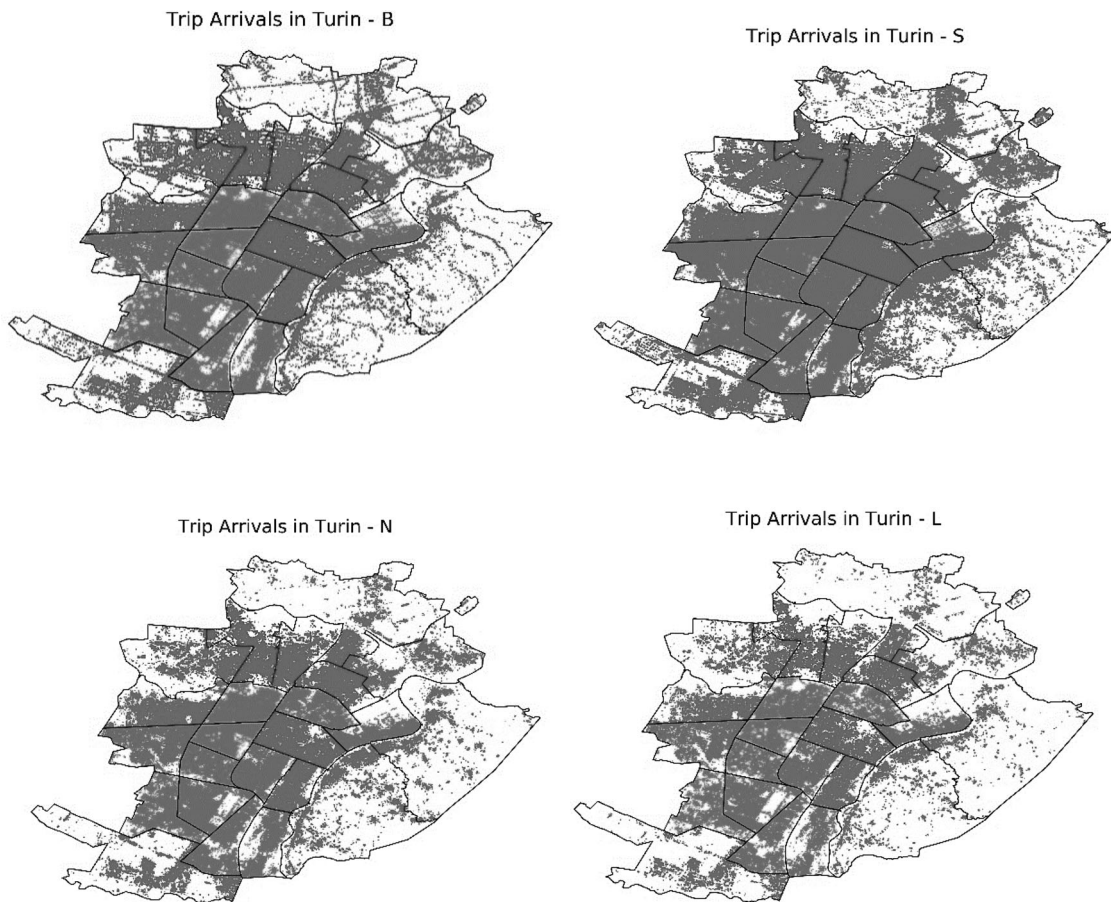 Trip Arrivals in Turin - B
Trip Arrivals in Turin - S
Trip Arrivals in Turin - N
Trip Arrivals in Turin - L